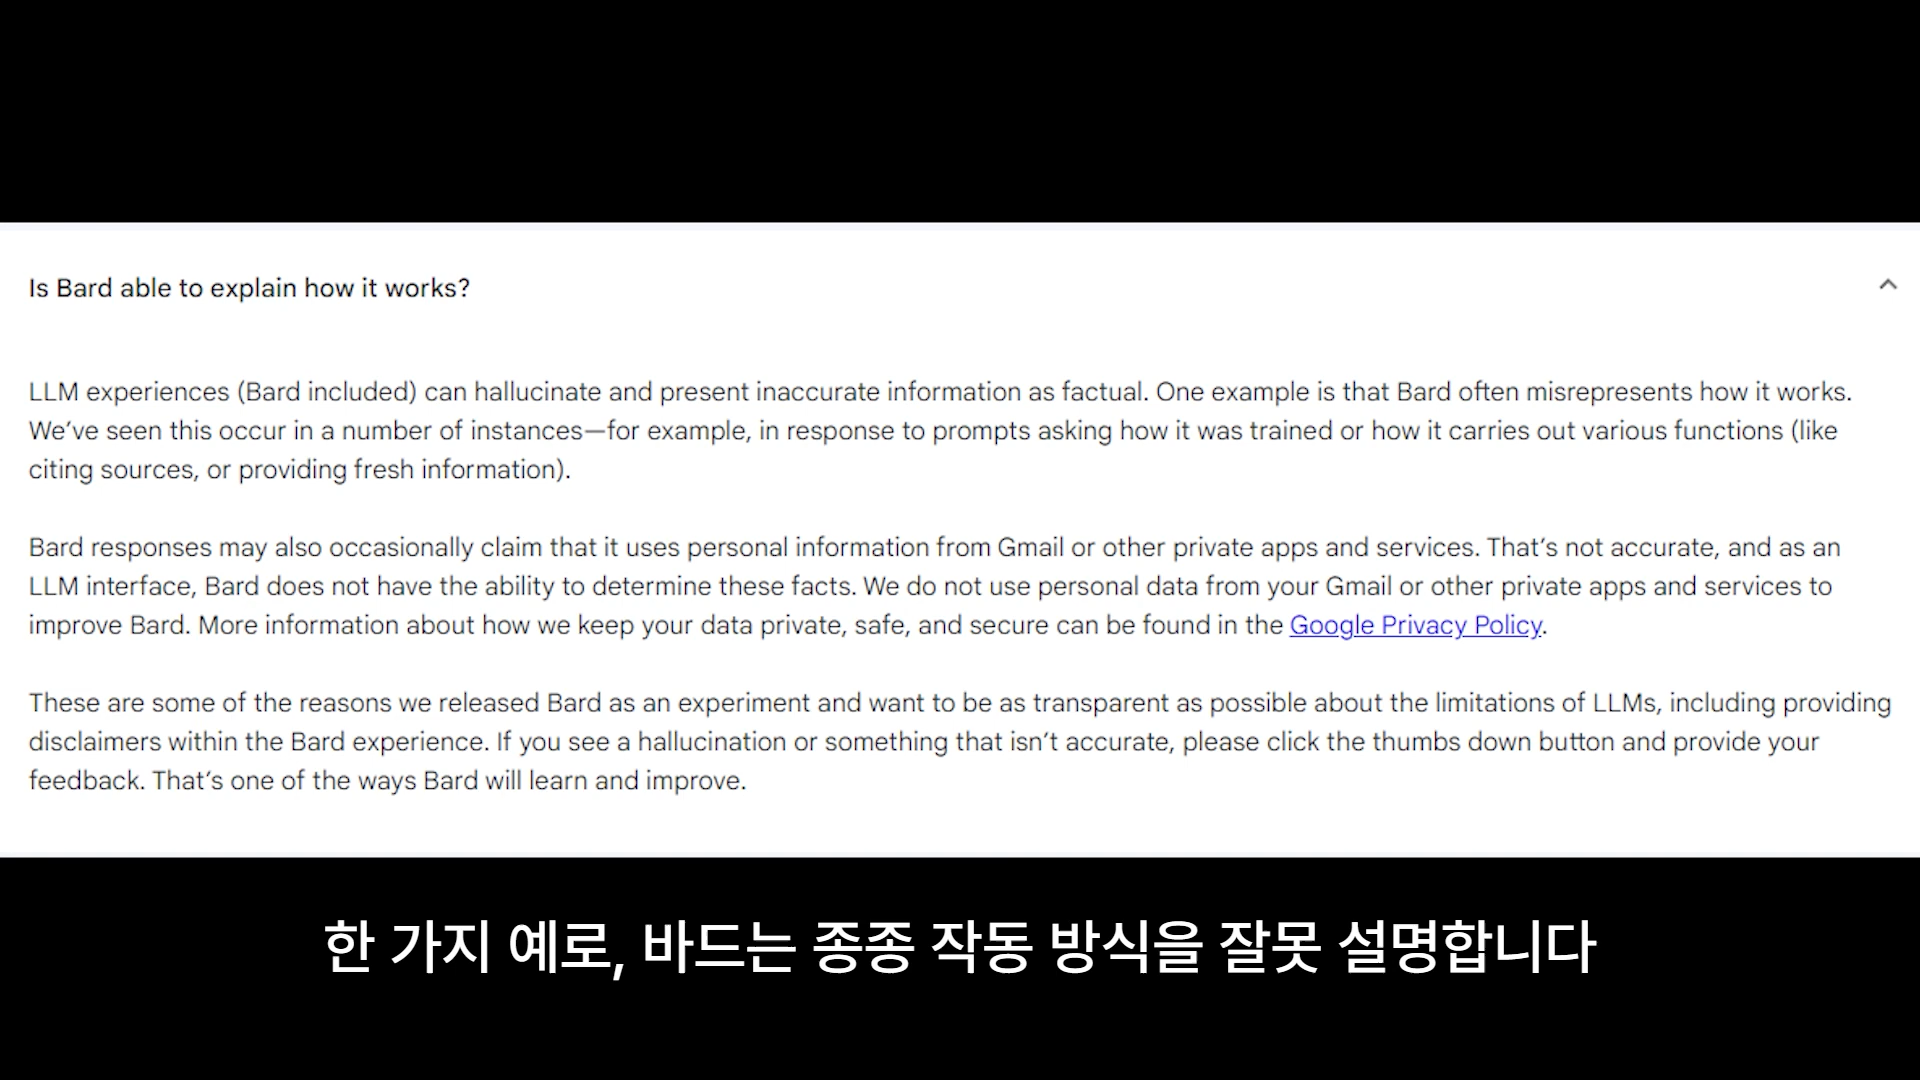 Is Bard able to explain how it works?
LLM experiences (Bard included) can hallucinate and present inaccurate information as factual. One example is that Bard often misrepresents how it works.
We’ve seen this occur in a number of instances—for example, in response to prompts asking how it was trained or how it carries out various functions (like
citing sources, or providing fresh information).
Bard responses may also occasionally claim that it uses personal information from Gmail or other private apps and services. That’s not accurate, and as an
LLM interface, Bard does not have the ability to determine these facts. We do not use personal data from your Gmail or other private apps and services to
improve Bard. More information about how we keep your data private, safe, and secure can be found in the Google Privacy Policy.
These are some of the reasons we released Bard as an experiment and want to be as transparent as possible about the limitations of LLMs, including providing
disclaimers within the Bard experience. If you see a hallucination or something that isn’t accurate, please click the thumbs down button and provide your
feedback. That’s one of the ways Bard will learn and improve.
한 가지 예로, 바드는 종종 작동 방식을 잘못 설명합니다